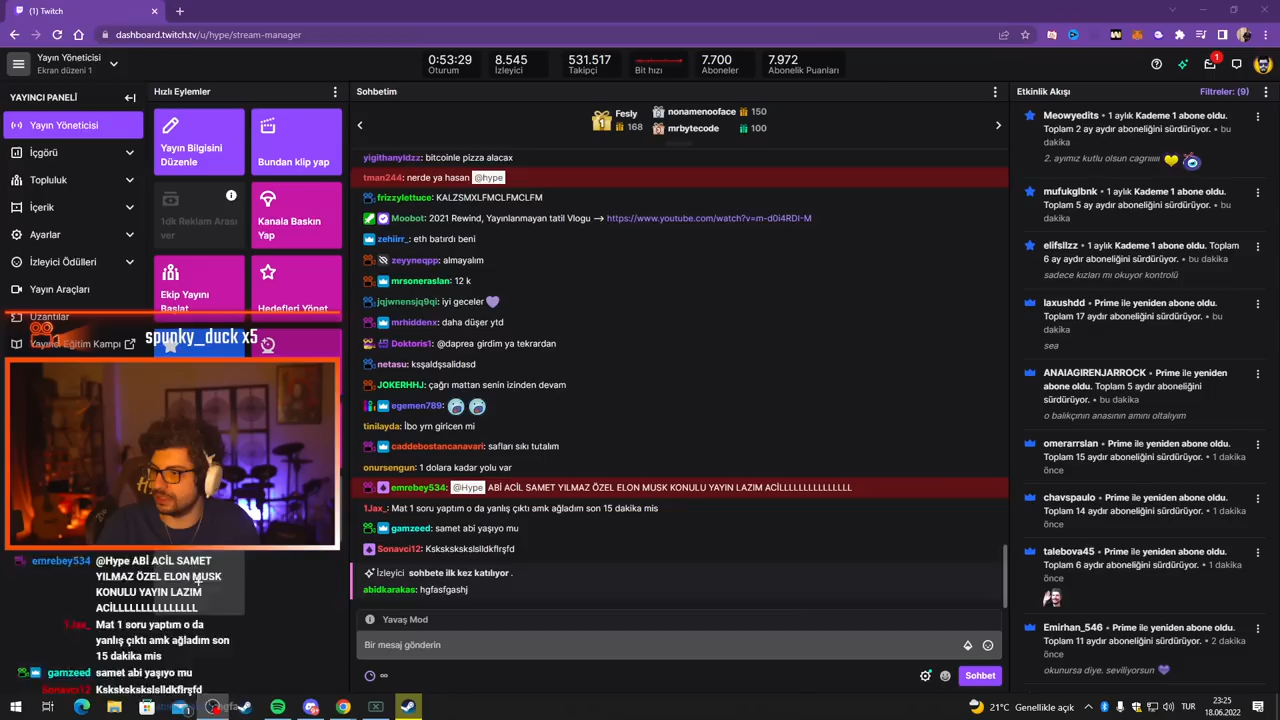 (1) Twitch
dashboard.twitch.tv/u/hype/stream-manager
Yayın Yöneticisi
Ekran düzeni 1
0:53:29
Oturum
8.545
İzleyici
531.517
Takipçi
Bit hızı
7.700
Aboneler
7.972
Abonelik Puanları
1
YAYINCI PANELİ
Yayın Yöneticisi
İçgörü
Topluluk
İçerik
Ayarlar
İzleyici Ödülleri
Yayın Araçları
Uzantılar
Yayıncı Eğitim Kampı
Hızlı Eylemler
Yayın Bilgisini
Düzenle
Bundan klip yap
1dk Reklam Arası
ver
Kanala Baskın
Yap
Ekip Yayını
Başlat
Hedefleri Yönet
spunky_duck x5
emrebey534 @Hype ABİ ACİL SAMET
YILMAZ ÖZEL ELON MUSK
KONULU YAYIN LAZIM
ACİLLLLLLLLLLLLLLL
1Jax_ Mat 1 soru yaptım o da
yanlış çıktı amk ağladım son
15 dakika mis
gamzeed samet abi yaşıyo mu
Sonavci12 KsksksksksIslldkflrşfd
Sohbetim
Fesly
168
nonamenooface 150
mrbytecode 100
yigithanyldzz: bitcoinle pizza alacax
tman244: nerde ya hasan @hype
frizzylettuce: KALZSMXLFMCLFMCLFM
Moobot: 2021 Rewind, Yayınlanmayan tatil Vlogu –> https://www.youtube.com/watch?v=m-d0i4RDI-M
zehiirr_: eth batırdı beni
zeyyneqpp: almayalım
mrsoneraslan: 12 k
jqjwnensjq9qi: iyi geceler
mrhiddenx: daha düşer ytd
Doktoris1: @daprea girdim ya tekrardan
netasu: ksşaldşsalidasd
JOKERHHJ: çağrı mattan senin izinden devam
egemen789:
tinilayda: İbo yrn giricen mi
caddebostancanavari: safları sıkı tutalım
onursengun: 1 dolara kadar yolu var
emrebey534: @Hype ABİ ACİL SAMET YILMAZ ÖZEL ELON MUSK KONULU YAYIN LAZIM ACİLLLLLLLLLLLLLLL
1Jax_: Mat 1 soru yaptım o da yanlış çıktı amk ağladım son 15 dakika mis
gamzeed: samet abi yaşıyo mu
Sonavci12: KsksksksksIslldkflrşfd
İzleyici sohbete ilk kez katılıyor .
abidkarakas: hgfasfgashj
Yavaş Mod
Bir mesaj gönderin
Sohbet
Etkinlik Akışı
Filtreler: (9)
Meowyedits • 1 aylık Kademe 1 abone oldu.
Toplam 2 aydır aboneliğini sürdürüyor. • bu
dakika
2. ayımız kutlu olsun cagrıııııı
mufukglbnk • 1 aylık Kademe 1 abone oldu.
Toplam 5 aydır aboneliğini sürdürüyor. • bu
dakika
elifsllzz • 1 aylık Kademe 1 abone oldu. Toplam
6 ay aydır aboneliğini sürdürüyor. • bu dakika
sadece kızları mı okuyor kontrolü
laxushdd • Prime ile yeniden abone oldu.
Toplam 17 aydır aboneliğini sürdürüyor. • bu
dakika
sea
ANAIAGIRENJARROCK • Prime ile yeniden
abone oldu. Toplam 5 aydır aboneliğini
sürdürüyor. • bu dakika
o balıkçının anasının amını oltalıyım
omerarrslan • Prime ile yeniden abone oldu.
Toplam 15 aydır aboneliğini sürdürüyor. • 1 dakika
önce
chavspaulo • Prime ile yeniden abone oldu.
Toplam 14 aydır aboneliğini sürdürüyor. • 1 dakika
önce
talebova45 • Prime ile yeniden abone oldu.
Toplam 6 aydır aboneliğini sürdürüyor. • 1 dakika
önce
Emirhan_546 • Prime ile yeniden abone oldu.
Toplam 11 aydır aboneliğini sürdürüyor. • 2 dakika
önce
okunursa diye. seviliyorsun
21°C Genellikle açık
TUR
23:25
18.06.2022